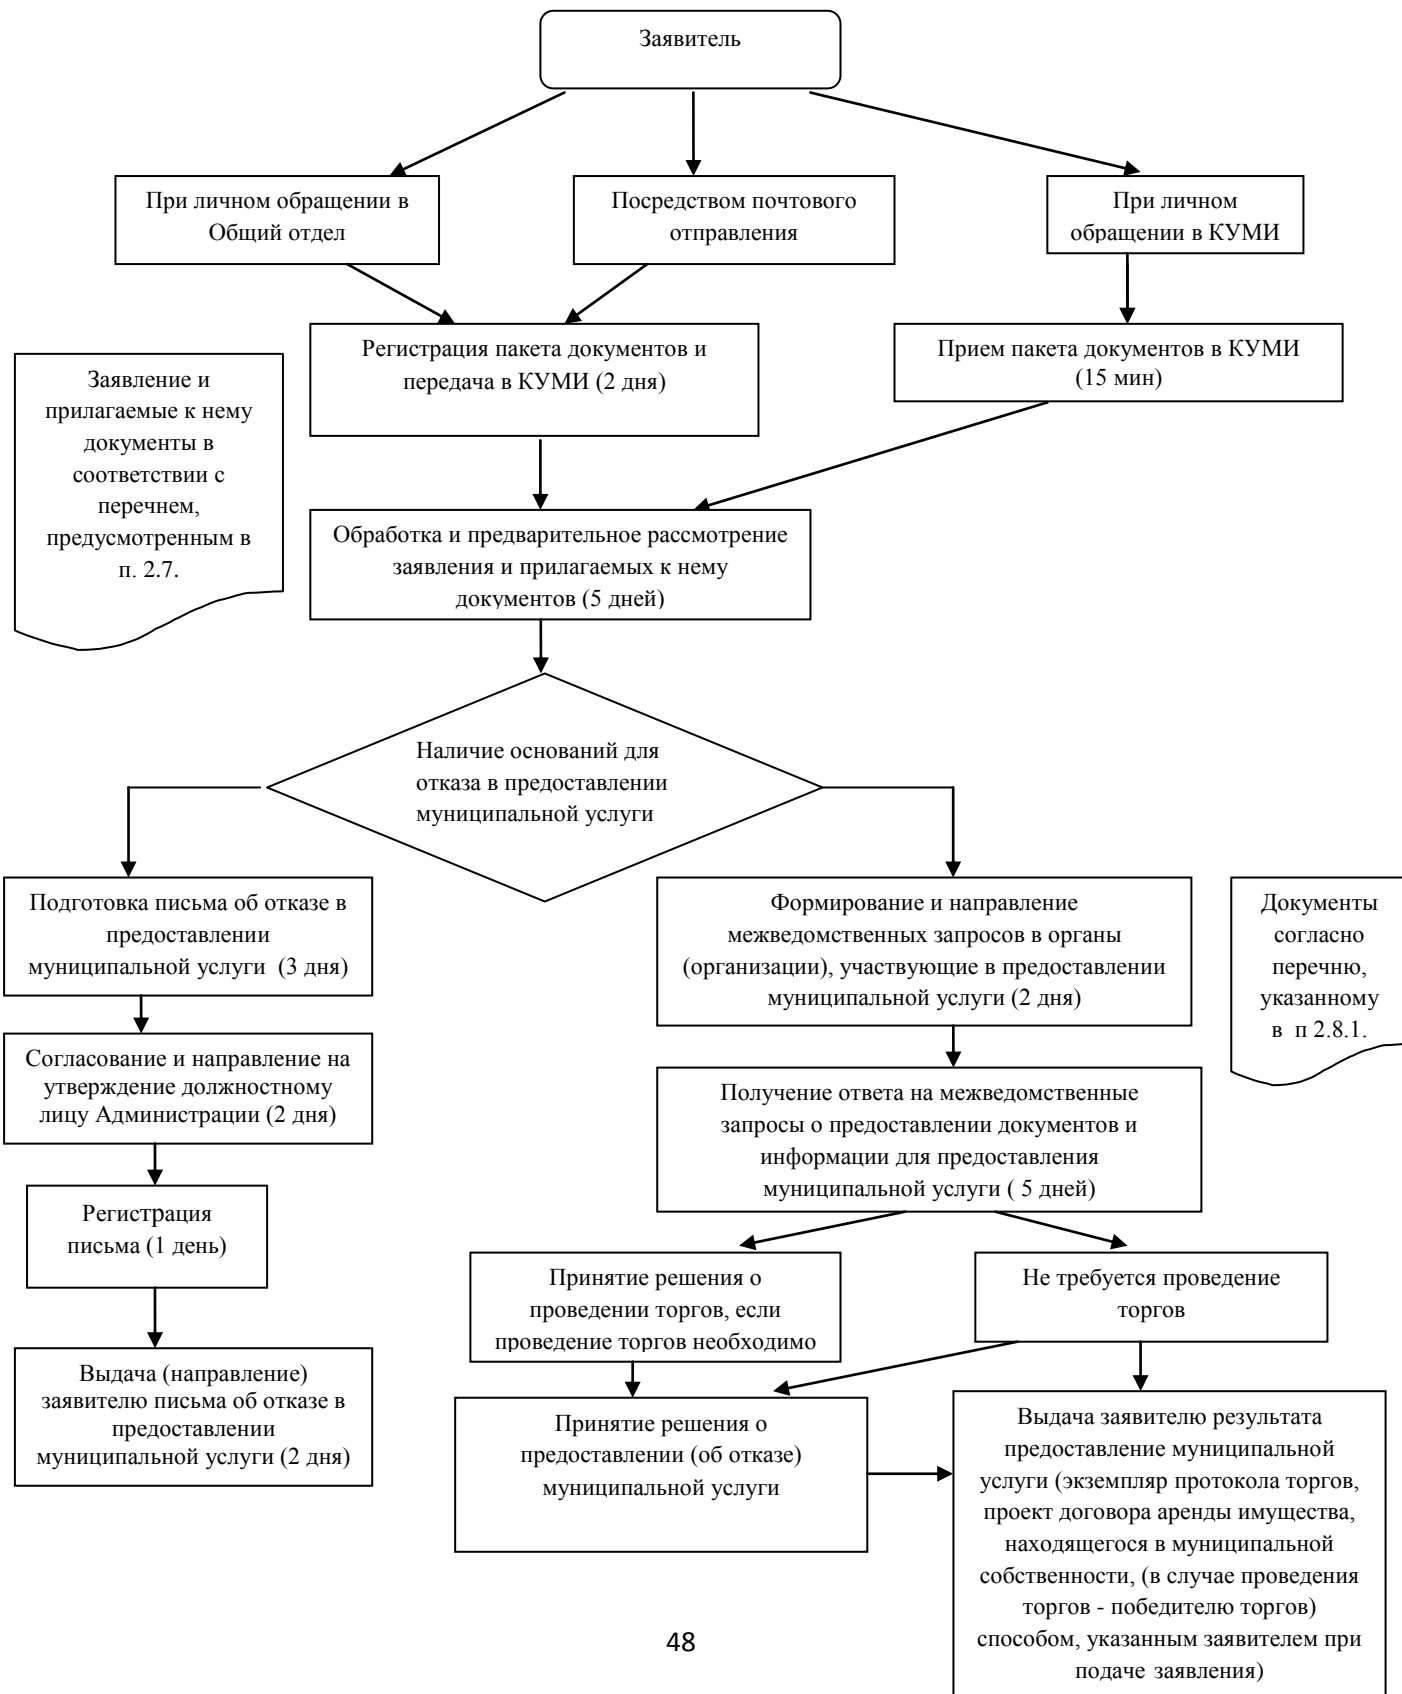 Заявитель
При личном обращении в
Общий отдел
Посредством почтового
отправления
При личном
обращении в КУМИ
Регистрация пакета документов и
передача в КУМИ (2 дня)
Прием пакета документов в КУМИ
(15 мин)
Заявление и
прилагаемые к нему
документы в
соответствии с
перечнем,
предусмотренным в
п. 2.7.
Обработка и предварительное рассмотрение
заявления и прилагаемых к нему
документов (5 дней)
Наличие оснований для
отказа в предоставлении
муниципальной услуги
Подготовка письма об отказе в
предоставлении
муниципальной услуги (3 дня)
Формирование и направление
межведомственных запросов в органы
(организации), участвующие в предоставлении
муниципальной услуги (2 дня)
Документы
согласно
перечню,
указанному
в п 2.8.1.
Согласование и направление на
утверждение должностному
лицу Администрации (2 дня)
Получение ответа на межведомственные
запросы о предоставлении документов и
информации для предоставления
муниципальной услуги ( 5 дней)
Регистрация
письма (1 день)
Принятие решения о
проведении торгов, если
проведение торгов необходимо
Не требуется проведение
торгов
Выдача (направление)
заявителю письма об отказе в
предоставлении
муниципальной услуги (2 дня)
Принятие решения о
предоставлении (об отказе)
муниципальной услуги
Выдача заявителю результата
предоставление муниципальной
услуги (экземпляр протокола торгов,
проект договора аренды имущества,
находящегося в муниципальной
собственности, (в случае проведения
торгов - победителю торгов)
способом, указанным заявителем при
подаче заявления)
48